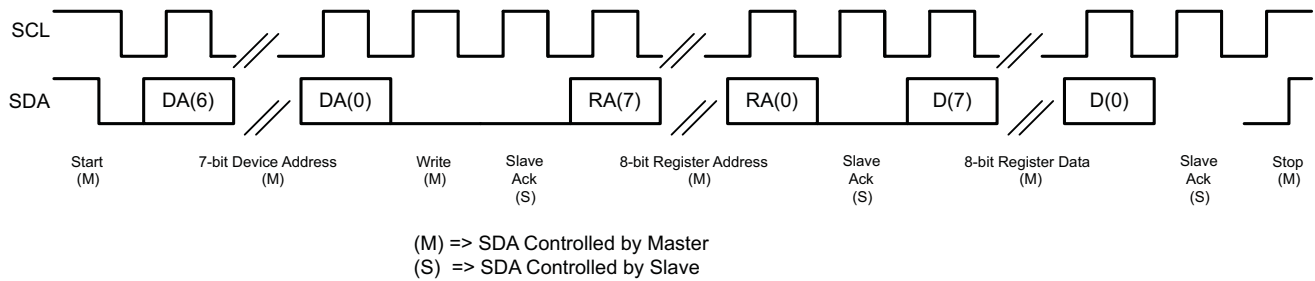 SCL
SDA
DA(6) DA(0) RA(7) RA(0) D(7) D(0)
Start 7-bit Device Address Write Slave 8-bit Register Address Slave 8-bit Register Data Slave Stop
(M) (M) (M) Ack (M) Ack (M) Ack (M)
(S) (S) (S)
(M) => SDA Controlled by Master
(S) => SDA Controlled by Slave